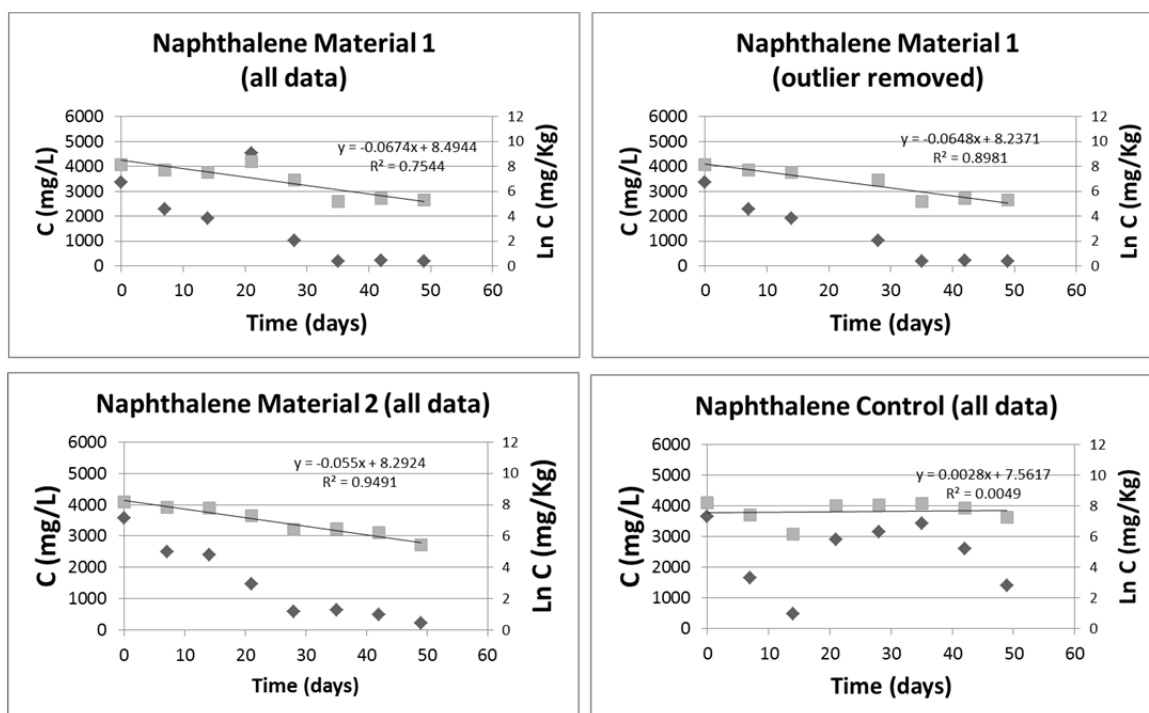 Naphthalene Material 1
(all data)
6000
5000
4000
3000
2000
1000
0
C (mg/L)
12
10
8
6
4
2
0
Ln C (mg/Kg)
y = -0.0674x + 8.4944
R² = 0.7544
0 10 20 30 40 50 60
Time (days)
Naphthalene Material 1
(outlier removed)
6000
5000
4000
3000
2000
1000
0
C (mg/L)
12
10
8
6
4
2
0
Ln C (mg/Kg)
y = -0.0648x + 8.2371
R² = 0.8981
0 10 20 30 40 50 60
Time (days)
Naphthalene Material 2 (all data)
6000
5000
4000
3000
2000
1000
0
C (mg/L)
12
10
8
6
4
2
0
Ln C (mg/Kg)
y = -0.055x + 8.2924
R² = 0.9491
0 10 20 30 40 50 60
Time (days)
Naphthalene Control (all data)
6000
5000
4000
3000
2000
1000
0
C (mg/L)
12
10
8
6
4
2
0
Ln C (mg/Kg)
y = 0.0028x + 7.5617
R² = 0.0049
0 10 20 30 40 50 60
Time (days)